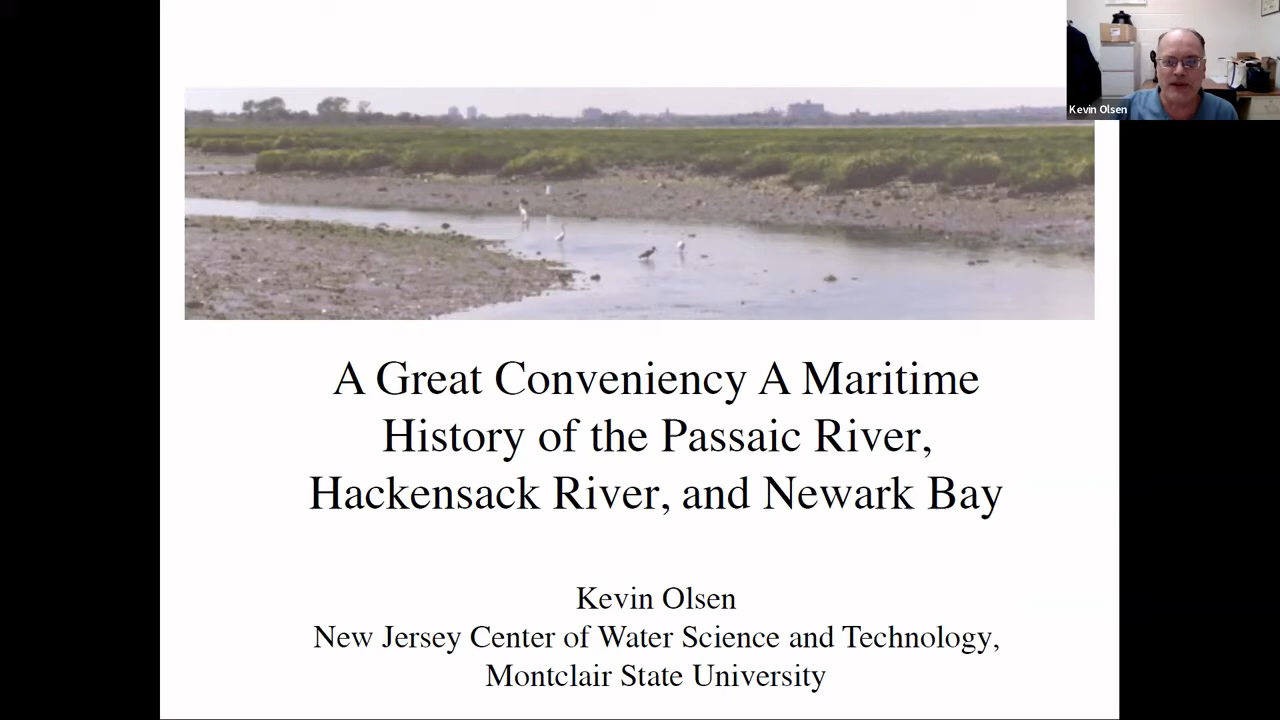 Kevin Olsen
A Great Conveniency A Maritime
History of the Passaic River,
Hackensack River, and Newark Bay
Kevin Olsen
New Jersey Center of Water Science and Technology,
Montclair State University